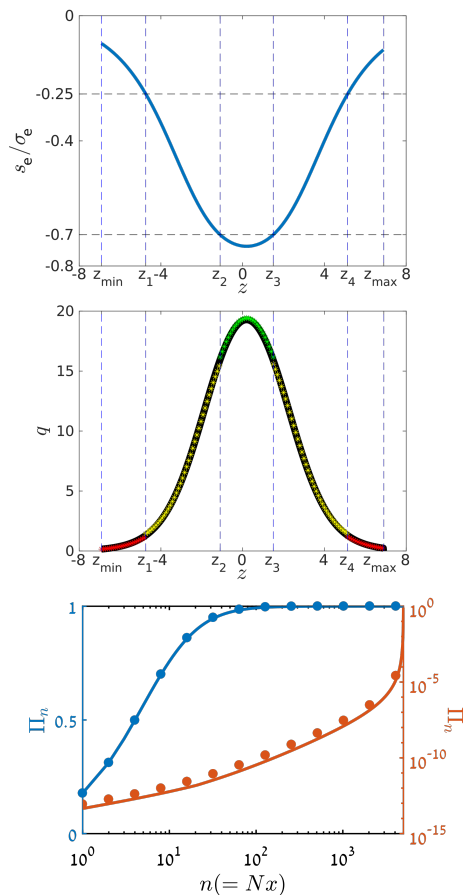 0
-0.25
-0.4
-0.7
-0.8
s_e/σ_e
-8 z_min z_1 -4 z_2 0 z_3 4 z_4 z_max 8
z
20
15
10
5
0
q
-8 z_min z_1 -4 z_2 0 z_3 4 z_4 z_max 8
z
1
0.5
0
Π_n
10^0
10^-5
10^-10
10^-15
Π_n
10^0 10^1 10^2 10^3
n(= Nx)